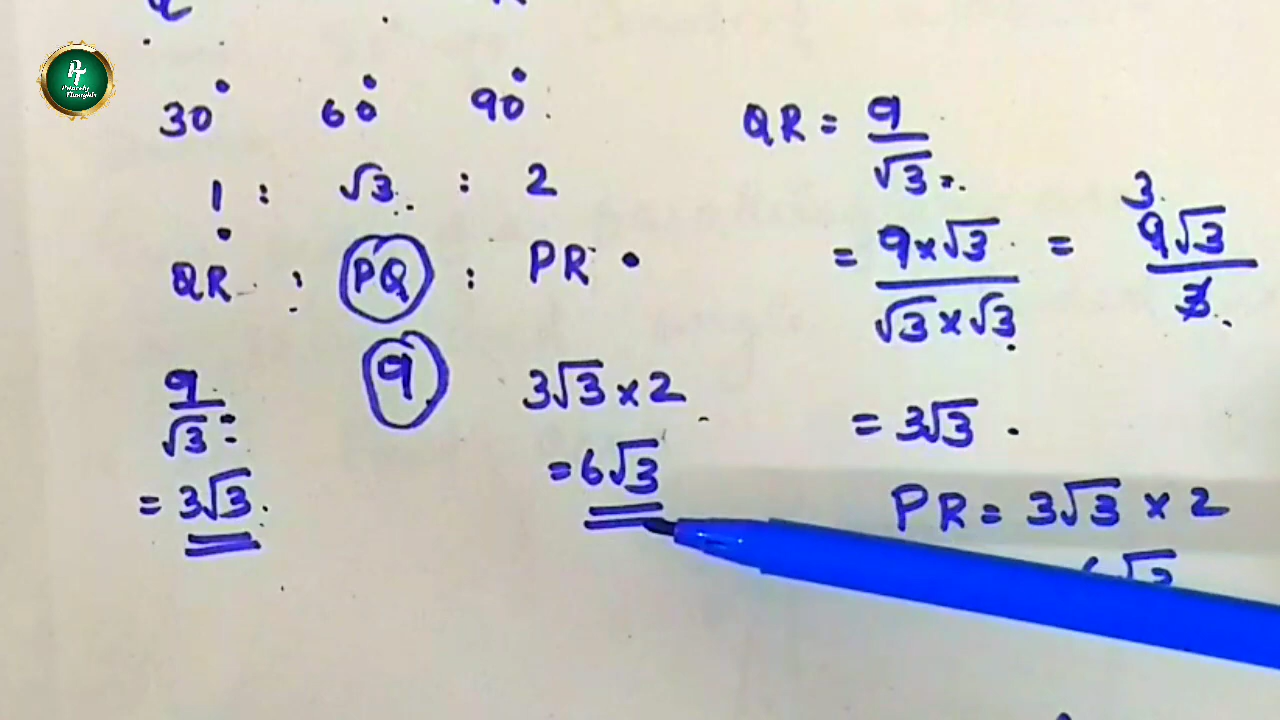 30° 60° 90°
1 : √3 : 2
QR : PQ : PR
9/√3 9 3√3 × 2
= 3√3 = 6√3
QR = 9/√3
= 9×√3/√3×√3 = 3 9√3/3
= 3√3
PR = 3√3 × 2